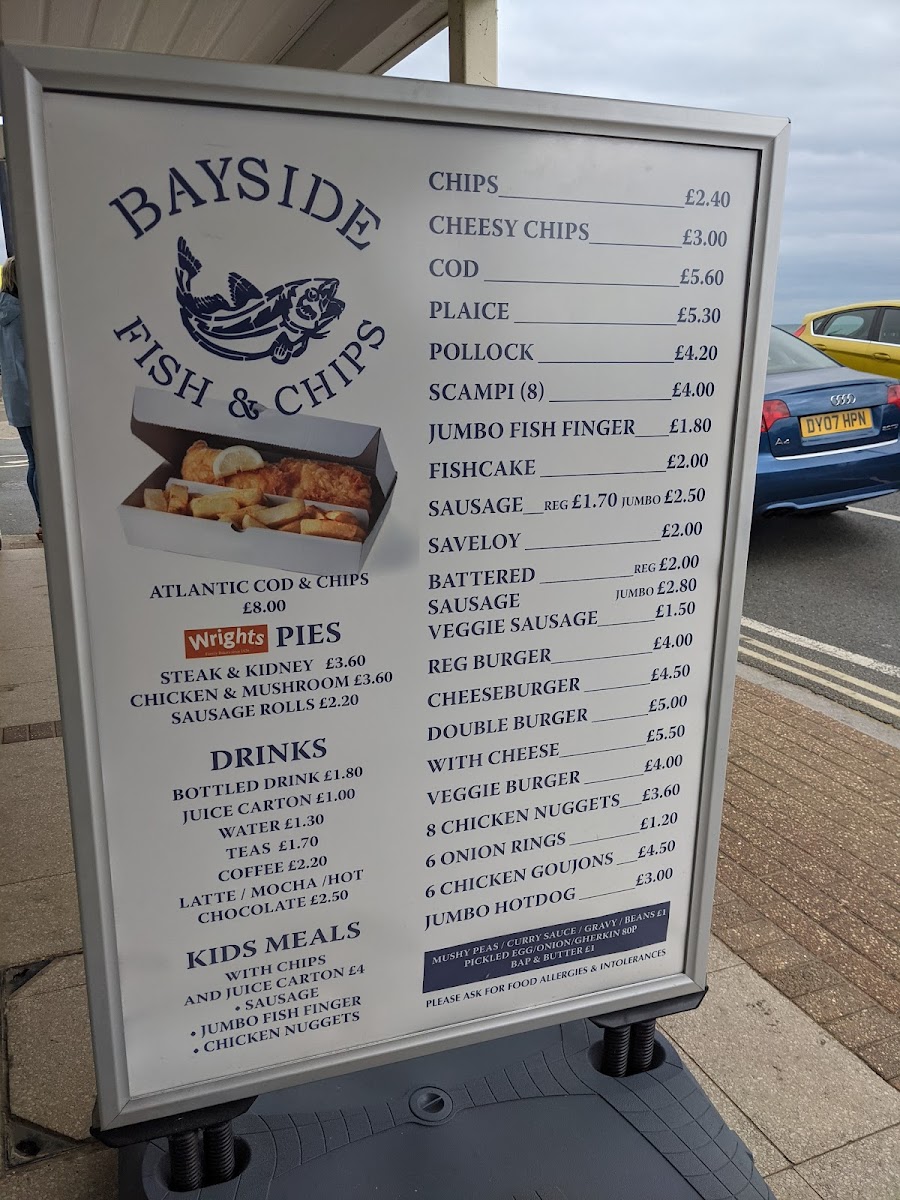 BAYSIDE
FISH & CHIPS
ATLANTIC COD & CHIPS
£8.00
Wrights PIES
STEAK & KIDNEY £3.60
CHICKEN & MUSHROOM £3.60
SAUSAGE ROLLS £2.20
DRINKS
BOTTLED DRINK £1.80
JUICE CARTON £1.00
WATER £1.30
TEAS £1.70
COFFEE £2.20
LATTE / MOCHA /HOT
CHOCOLATE £2.50
KIDS MEALS
WITH CHIPS
AND JUICE CARTON £4
• SAUSAGE
• JUMBO FISH FINGER
• CHICKEN NUGGETS
CHIPS £2.40
CHEESY CHIPS £3.00
COD £5.60
PLAICE £5.30
POLLOCK £4.20
SCAMPI (8) £4.00
JUMBO FISH FINGER £1.80
FISHCAKE £2.00
SAUSAGE REG £1.70 JUMBO £2.50
SAVELOY £2.00
BATTERED REG £2.00
SAUSAGE JUMBO £2.80
VEGGIE SAUSAGE £1.50
REG BURGER £4.00
CHEESEBURGER £4.50
DOUBLE BURGER £5.00
WITH CHEESE £5.50
VEGGIE BURGER £4.00
8 CHICKEN NUGGETS £3.60
6 ONION RINGS £1.20
6 CHICKEN GOUJONS £4.50
JUMBO HOTDOG £3.00
MUSHY PEAS / CURRY SAUCE / GRAVY / BEANS £1
PICKLED EGG/ONION/GHERKIN 80P
BAP & BUTTER £1
PLEASE ASK FOR FOOD ALLERGIES & INTOLERANCES
A4
DY07 HPN